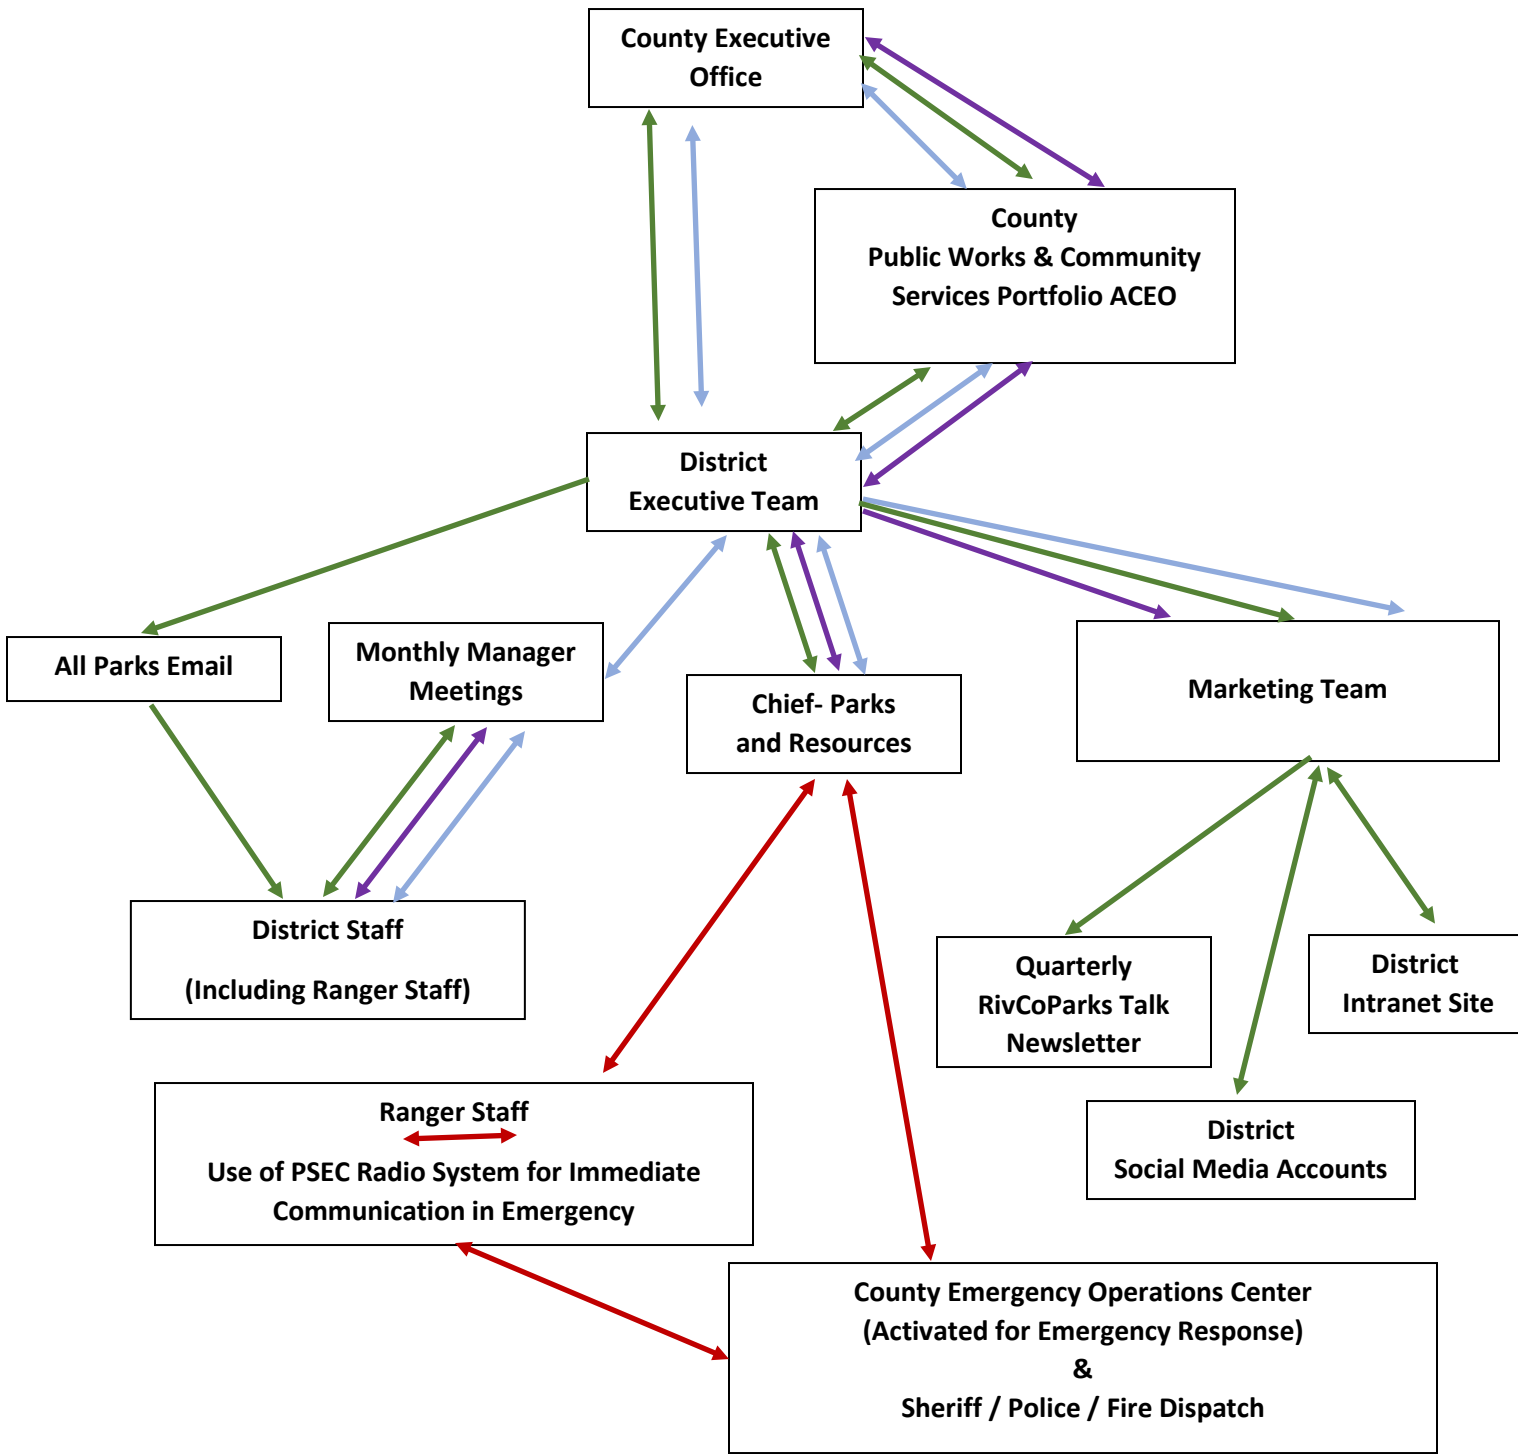 County Executive
Office
County
Public Works & Community
Services Portfolio ACEO
District
Executive Team
All Parks Email
Monthly Manager
Meetings
Chief- Parks
and Resources
Marketing Team
District Staff
(Including Ranger Staff)
Quarterly
RivCoParks Talk
Newsletter
District
Intranet Site
Ranger Staff
Use of PSEC Radio System for Immediate
Communication in Emergency
District
Social Media Accounts
County Emergency Operations Center
(Activated for Emergency Response)
&
Sheriff / Police / Fire Dispatch